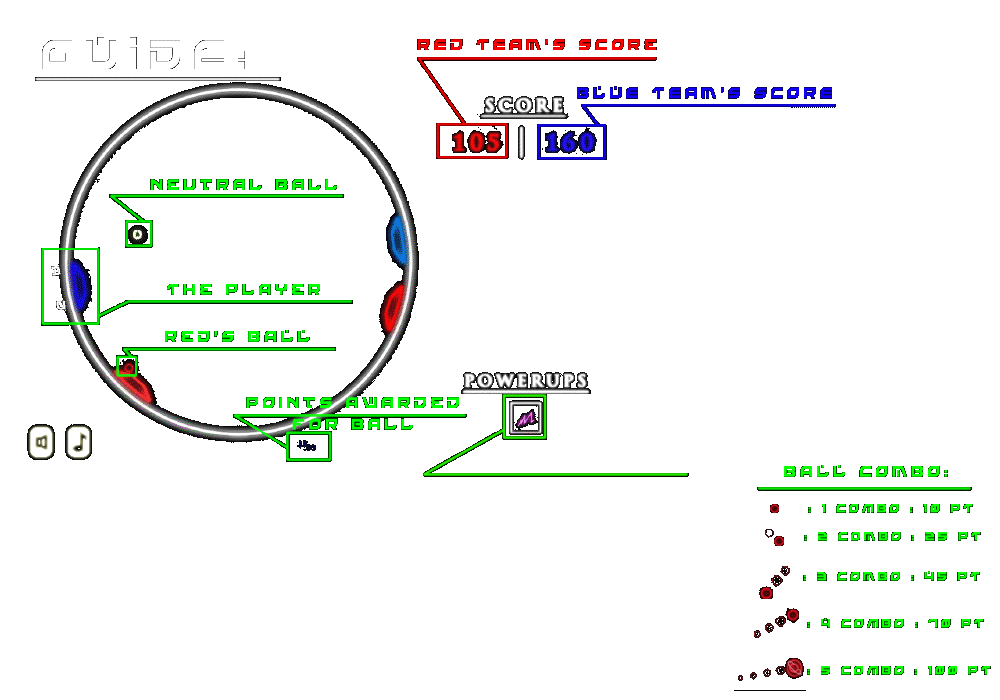 GUIDE:
RED TEAM'S SCORE
BLUE TEAM'S SCORE
SCORE
105 | 160
NEUTRAL BALL
THE PLAYER
RED'S BALL
POWERUPS
POINTS AWARDED
FOR BALL
BALL COMBO:
: 1 COMBO : 10 PT
: 2 COMBO : 25 PT
: 3 COMBO : 45 PT
: 4 COMBO : 70 PT
: 5 COMBO : 100 PT